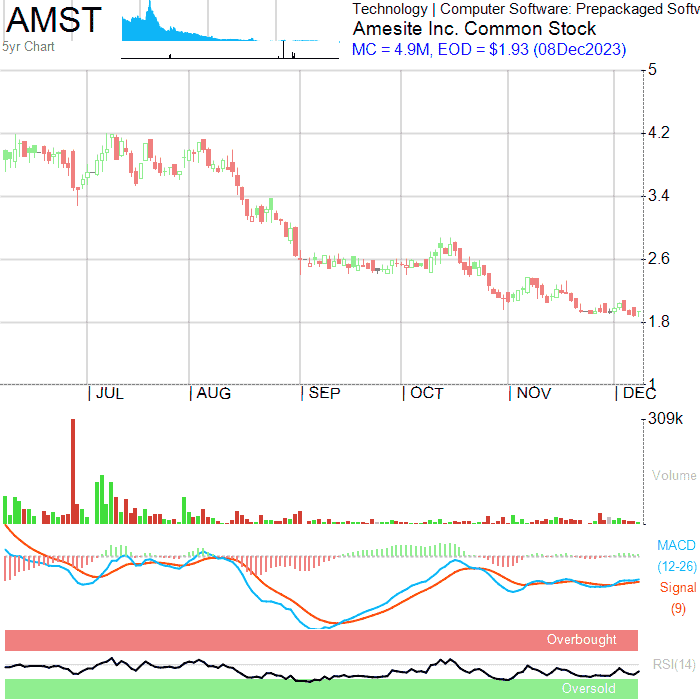 AMST
5yr Chart
Technology | Computer Software: Prepackaged Softw
Amesite Inc. Common Stock
MC = 4.9M, EOD = $1.93 (08Dec2023)
5
4.2
3.4
2.6
1.8
1
JUL
AUG
SEP
OCT
NOV
DEC
309k
Volume
MACD
(12-26)
Signal
(9)
Overbought
RSI(14)
Oversold